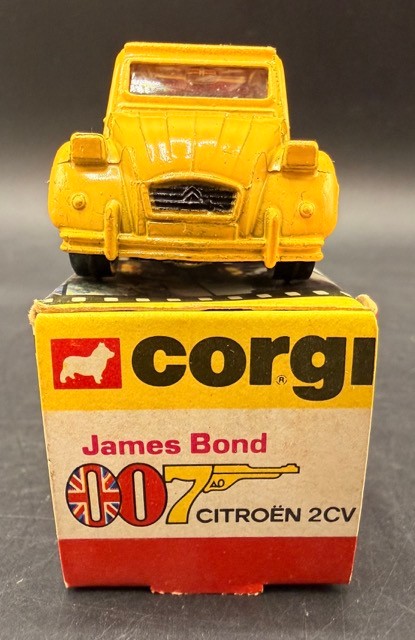 corgi
®
James Bond
007
CITROËN 2CV